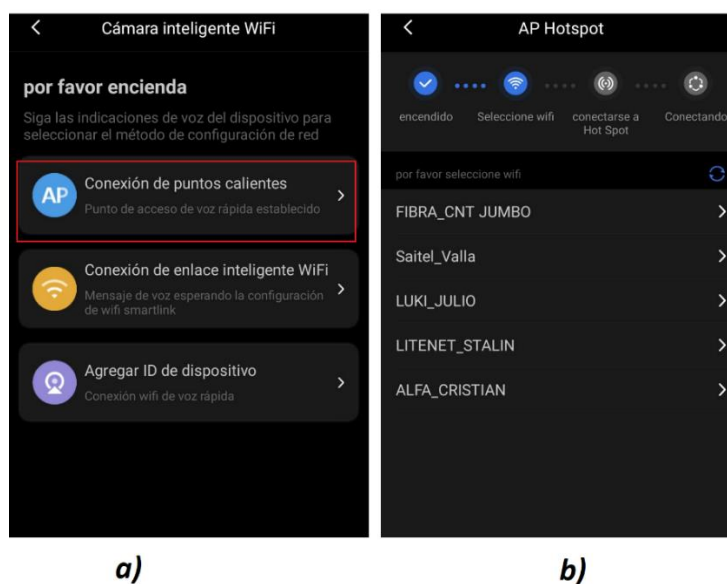 Cámara inteligente WiFi
por favor encienda
Siga las indicaciones de voz del dispositivo para
seleccionar el método de configuración de red
AP
Conexión de puntos calientes
Punto de acceso de voz rápida establecido
Conexión de enlace inteligente WiFi
Mensaje de voz esperando la configuración
de wifi smartlink
Agregar ID de dispositivo
Conexión wifi de voz rápida
a)
AP Hotspot
encendido
Seleccione wifi
conectarse a
Hot Spot
Conectando
por favor seleccione wifi
FIBRA_CNT JUMBO
Saitel_Valla
LUKI_JULIO
LITENET_STALIN
ALFA_CRISTIAN
b)